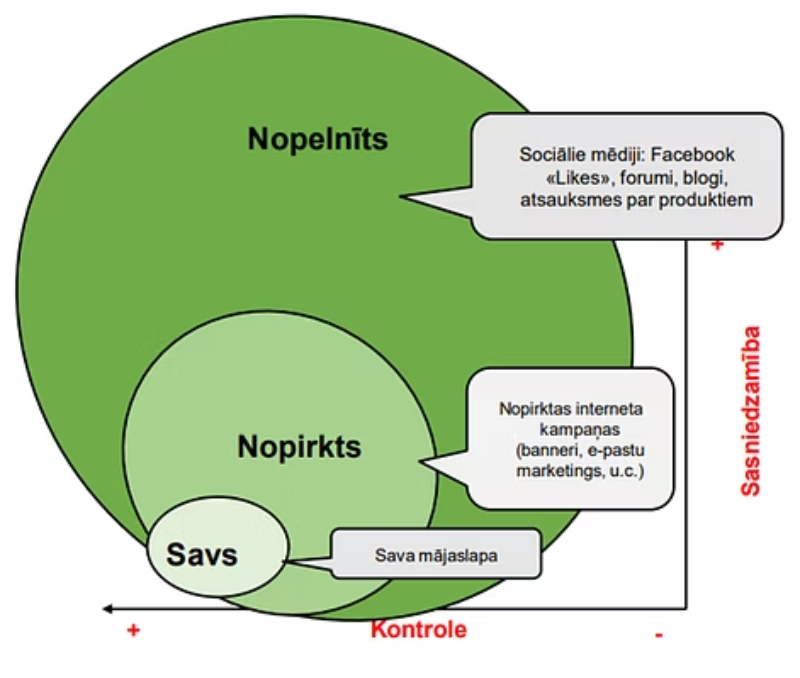 Nopelnīts
Sociālie mēdiji: Facebook
«Likes», forumi, blogi,
atsauksmes par produktiem
+
Sasniedzamība
Nopirktas interneta
kampaņas
(banneri, e-pastu
marketings, u.c.)
Nopirkts
Savs
Sava mājaslapa
+
Kontrole
-